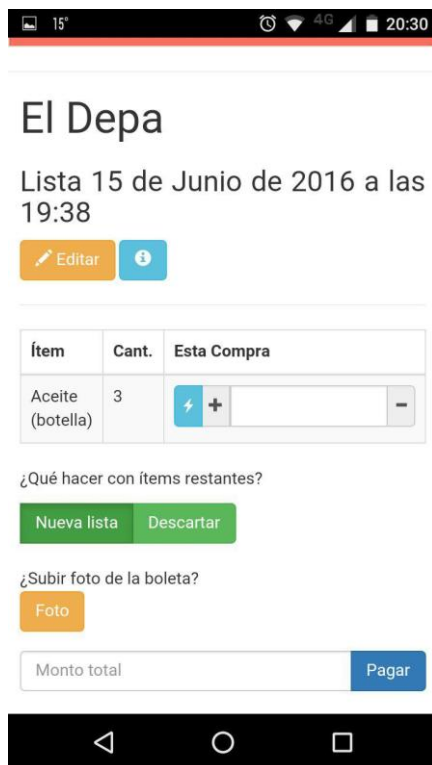 15° 4G 20:30
El Depa
Lista 15 de Junio de 2016 a las
19:38
Editar
Ítem Cant. Esta Compra
Aceite 3
(botella)
¿Qué hacer con ítems restantes?
Nueva lista Descartar
¿Subir foto de la boleta?
Foto
Monto total Pagar